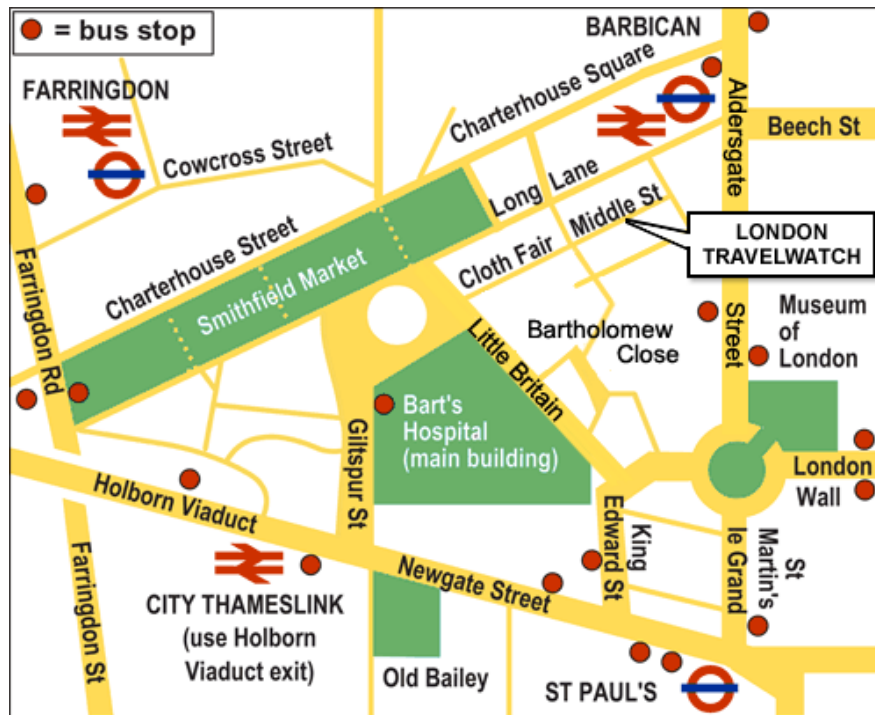 = bus stop
BARBICAN
FARRINGDON
Charterhouse Square
Aldersgate
Beech St
Cowcross Street
Long Lane
Middle St
LONDON
TRAVELWATCH
Charterhouse Street
Smithfield Market
Cloth Fair
Farringdon Rd
Street
Museum
of
London
Bartholomew
Close
Little Britain
Bart's
Hospital
(main building)
Giltspur St
Holborn Viaduct
London
Wall
King
Edward St
St
Martin's
le Grand
Newgate Street
Farringdon St
CITY THAMESLINK
(use Holborn
Viaduct exit)
Old Bailey
ST PAUL'S